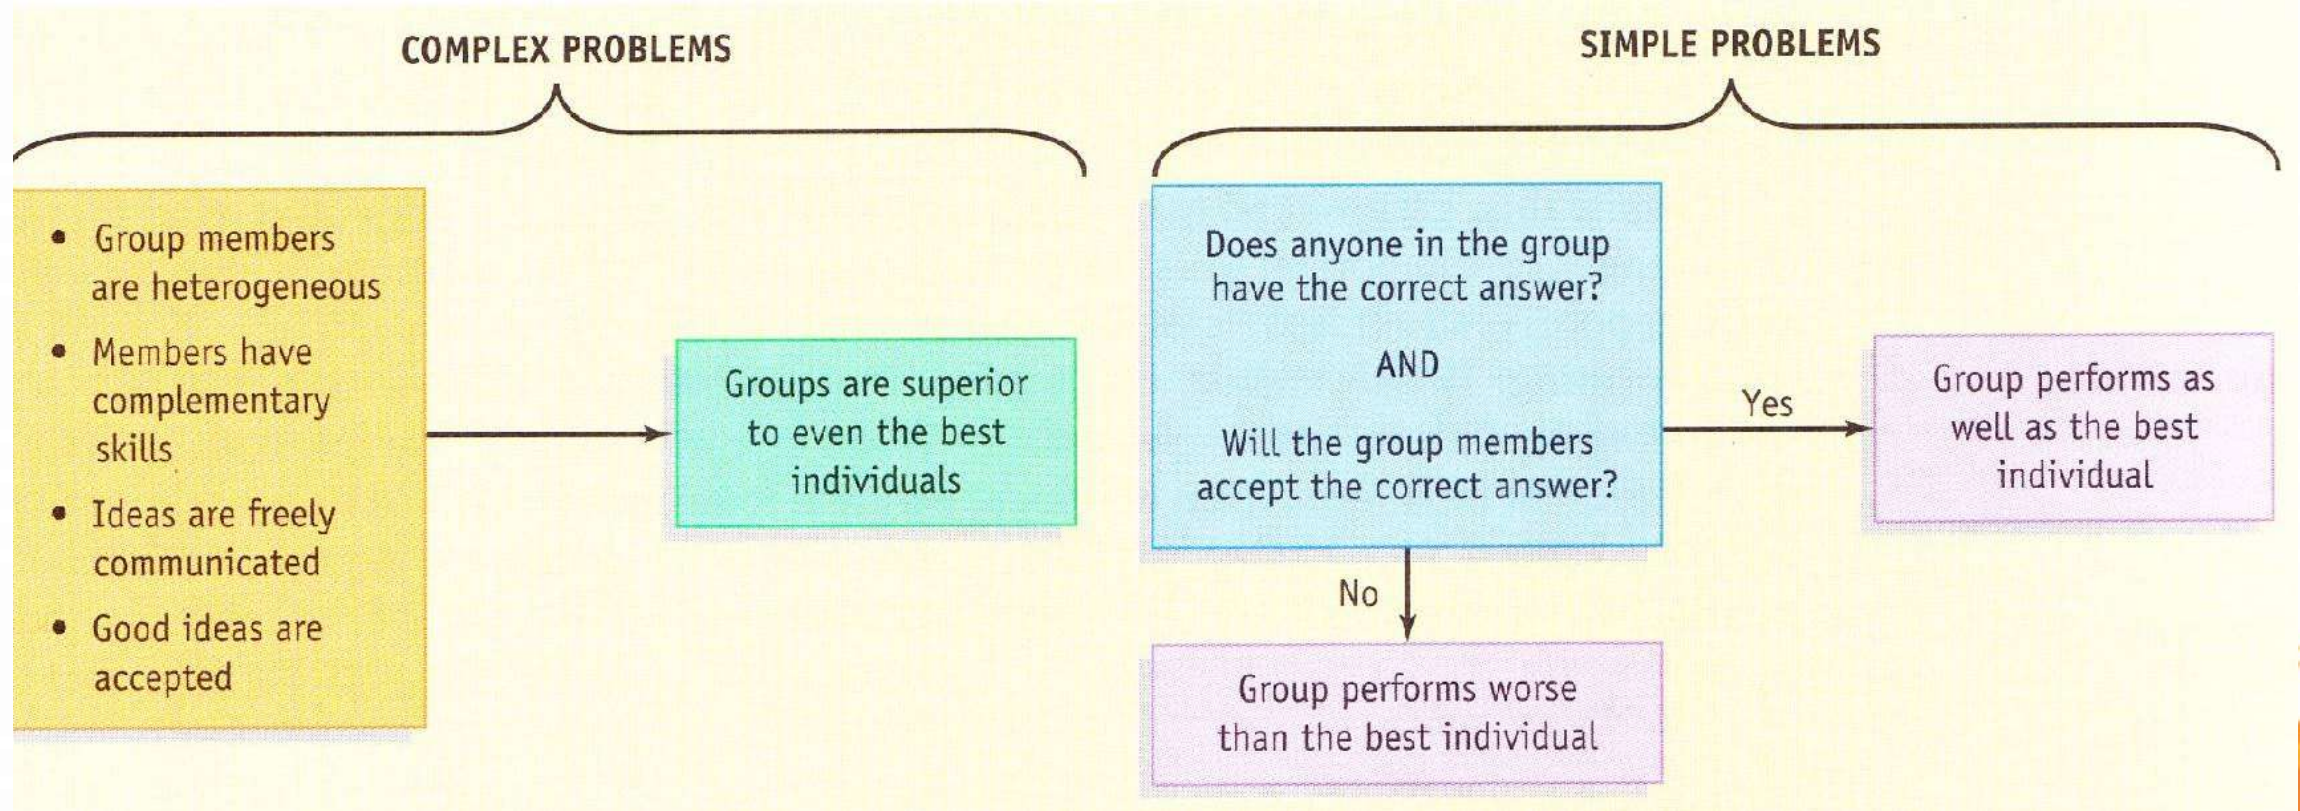 COMPLEX PROBLEMS
• Group members
are heterogeneous
• Members have
complementary
skills
• Ideas are freely
communicated
• Good ideas are
accepted
Groups are superior
to even the best
individuals
SIMPLE PROBLEMS
Does anyone in the group
have the correct answer?
AND
Will the group members
accept the correct answer?
Yes
Group performs as
well as the best
individual
No
Group performs worse
than the best individual